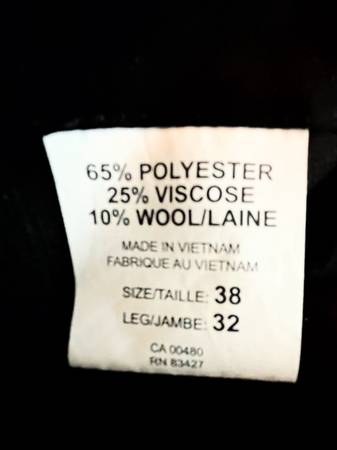 65% POLYESTER
25% VISCOSE
10% WOOL/LAINE
MADE IN VIETNAM
FABRIQUE AU VIETNAM
SIZE/TAILLE: 38
LEG/JAMBE: 32
CA 00480
RN 83427